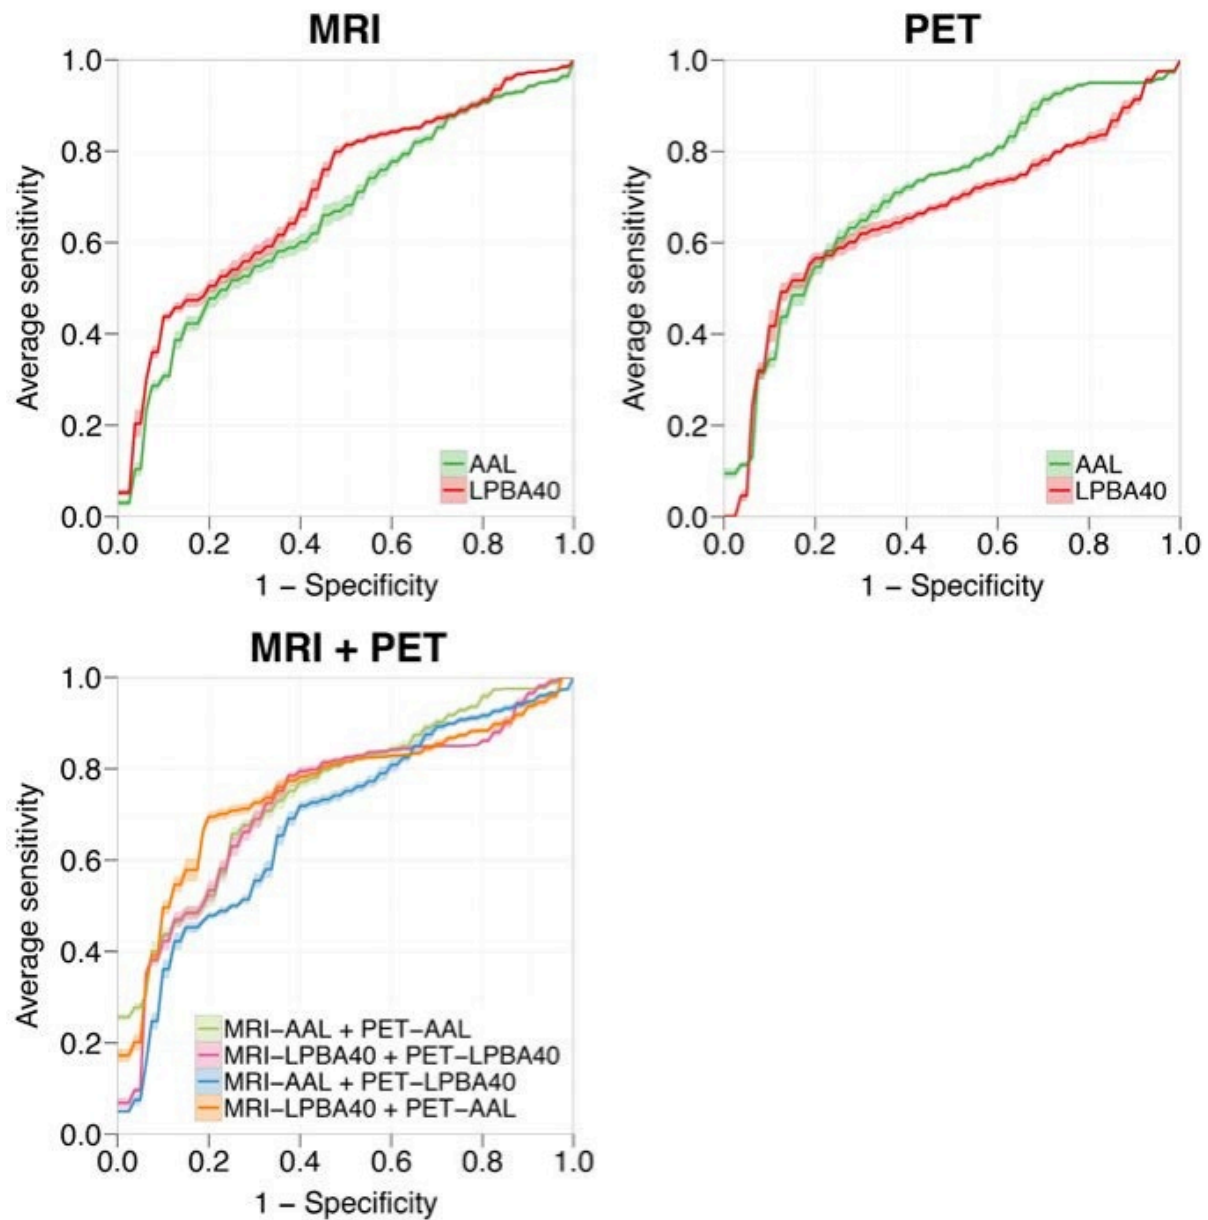 MRI
1.0
0.8
0.6
0.4
0.2
0.0
Average sensitivity
AAL
LPBA40
0.0 0.2 0.4 0.6 0.8 1.0
1 − Specificity
PET
1.0
0.8
0.6
0.4
0.2
0.0
Average sensitivity
AAL
LPBA40
0.0 0.2 0.4 0.6 0.8 1.0
1 − Specificity
MRI + PET
1.0
0.8
0.6
0.4
0.2
0.0
Average sensitivity
MRI−AAL + PET−AAL
MRI−LPBA40 + PET−LPBA40
MRI−AAL + PET−LPBA40
MRI−LPBA40 + PET−AAL
0.0 0.2 0.4 0.6 0.8 1.0
1 − Specificity